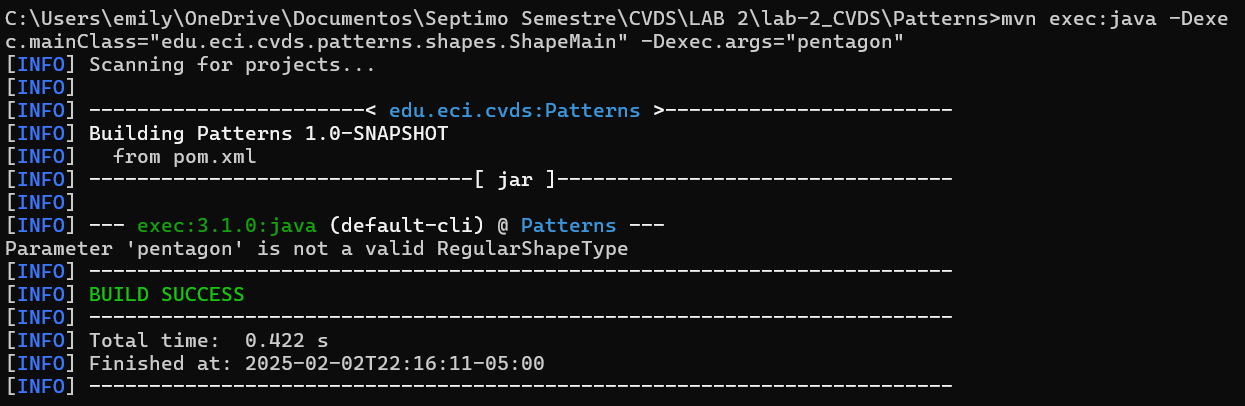 C:\Users\emily\OneDrive\Documentos\Septimo Semestre\CVDS\LAB 2\lab-2_CVDS\Patterns>mvn exec:java -Dexe
c.mainClass="edu.eci.cvds.patterns.shapes.ShapeMain" -Dexec.args="pentagon"
[INFO] Scanning for projects...
[INFO]
[INFO] -----------------------< edu.eci.cvds:Patterns >------------------------
[INFO] Building Patterns 1.0-SNAPSHOT
[INFO]   from pom.xml
[INFO] --------------------------------[ jar ]---------------------------------
[INFO]
[INFO] --- exec:3.1.0:java (default-cli) @ Patterns ---
Parameter 'pentagon' is not a valid RegularShapeType
[INFO] ------------------------------------------------------------------------
[INFO] BUILD SUCCESS
[INFO] ------------------------------------------------------------------------
[INFO] Total time:  0.422 s
[INFO] Finished at: 2025-02-02T22:16:11-05:00
[INFO] ------------------------------------------------------------------------